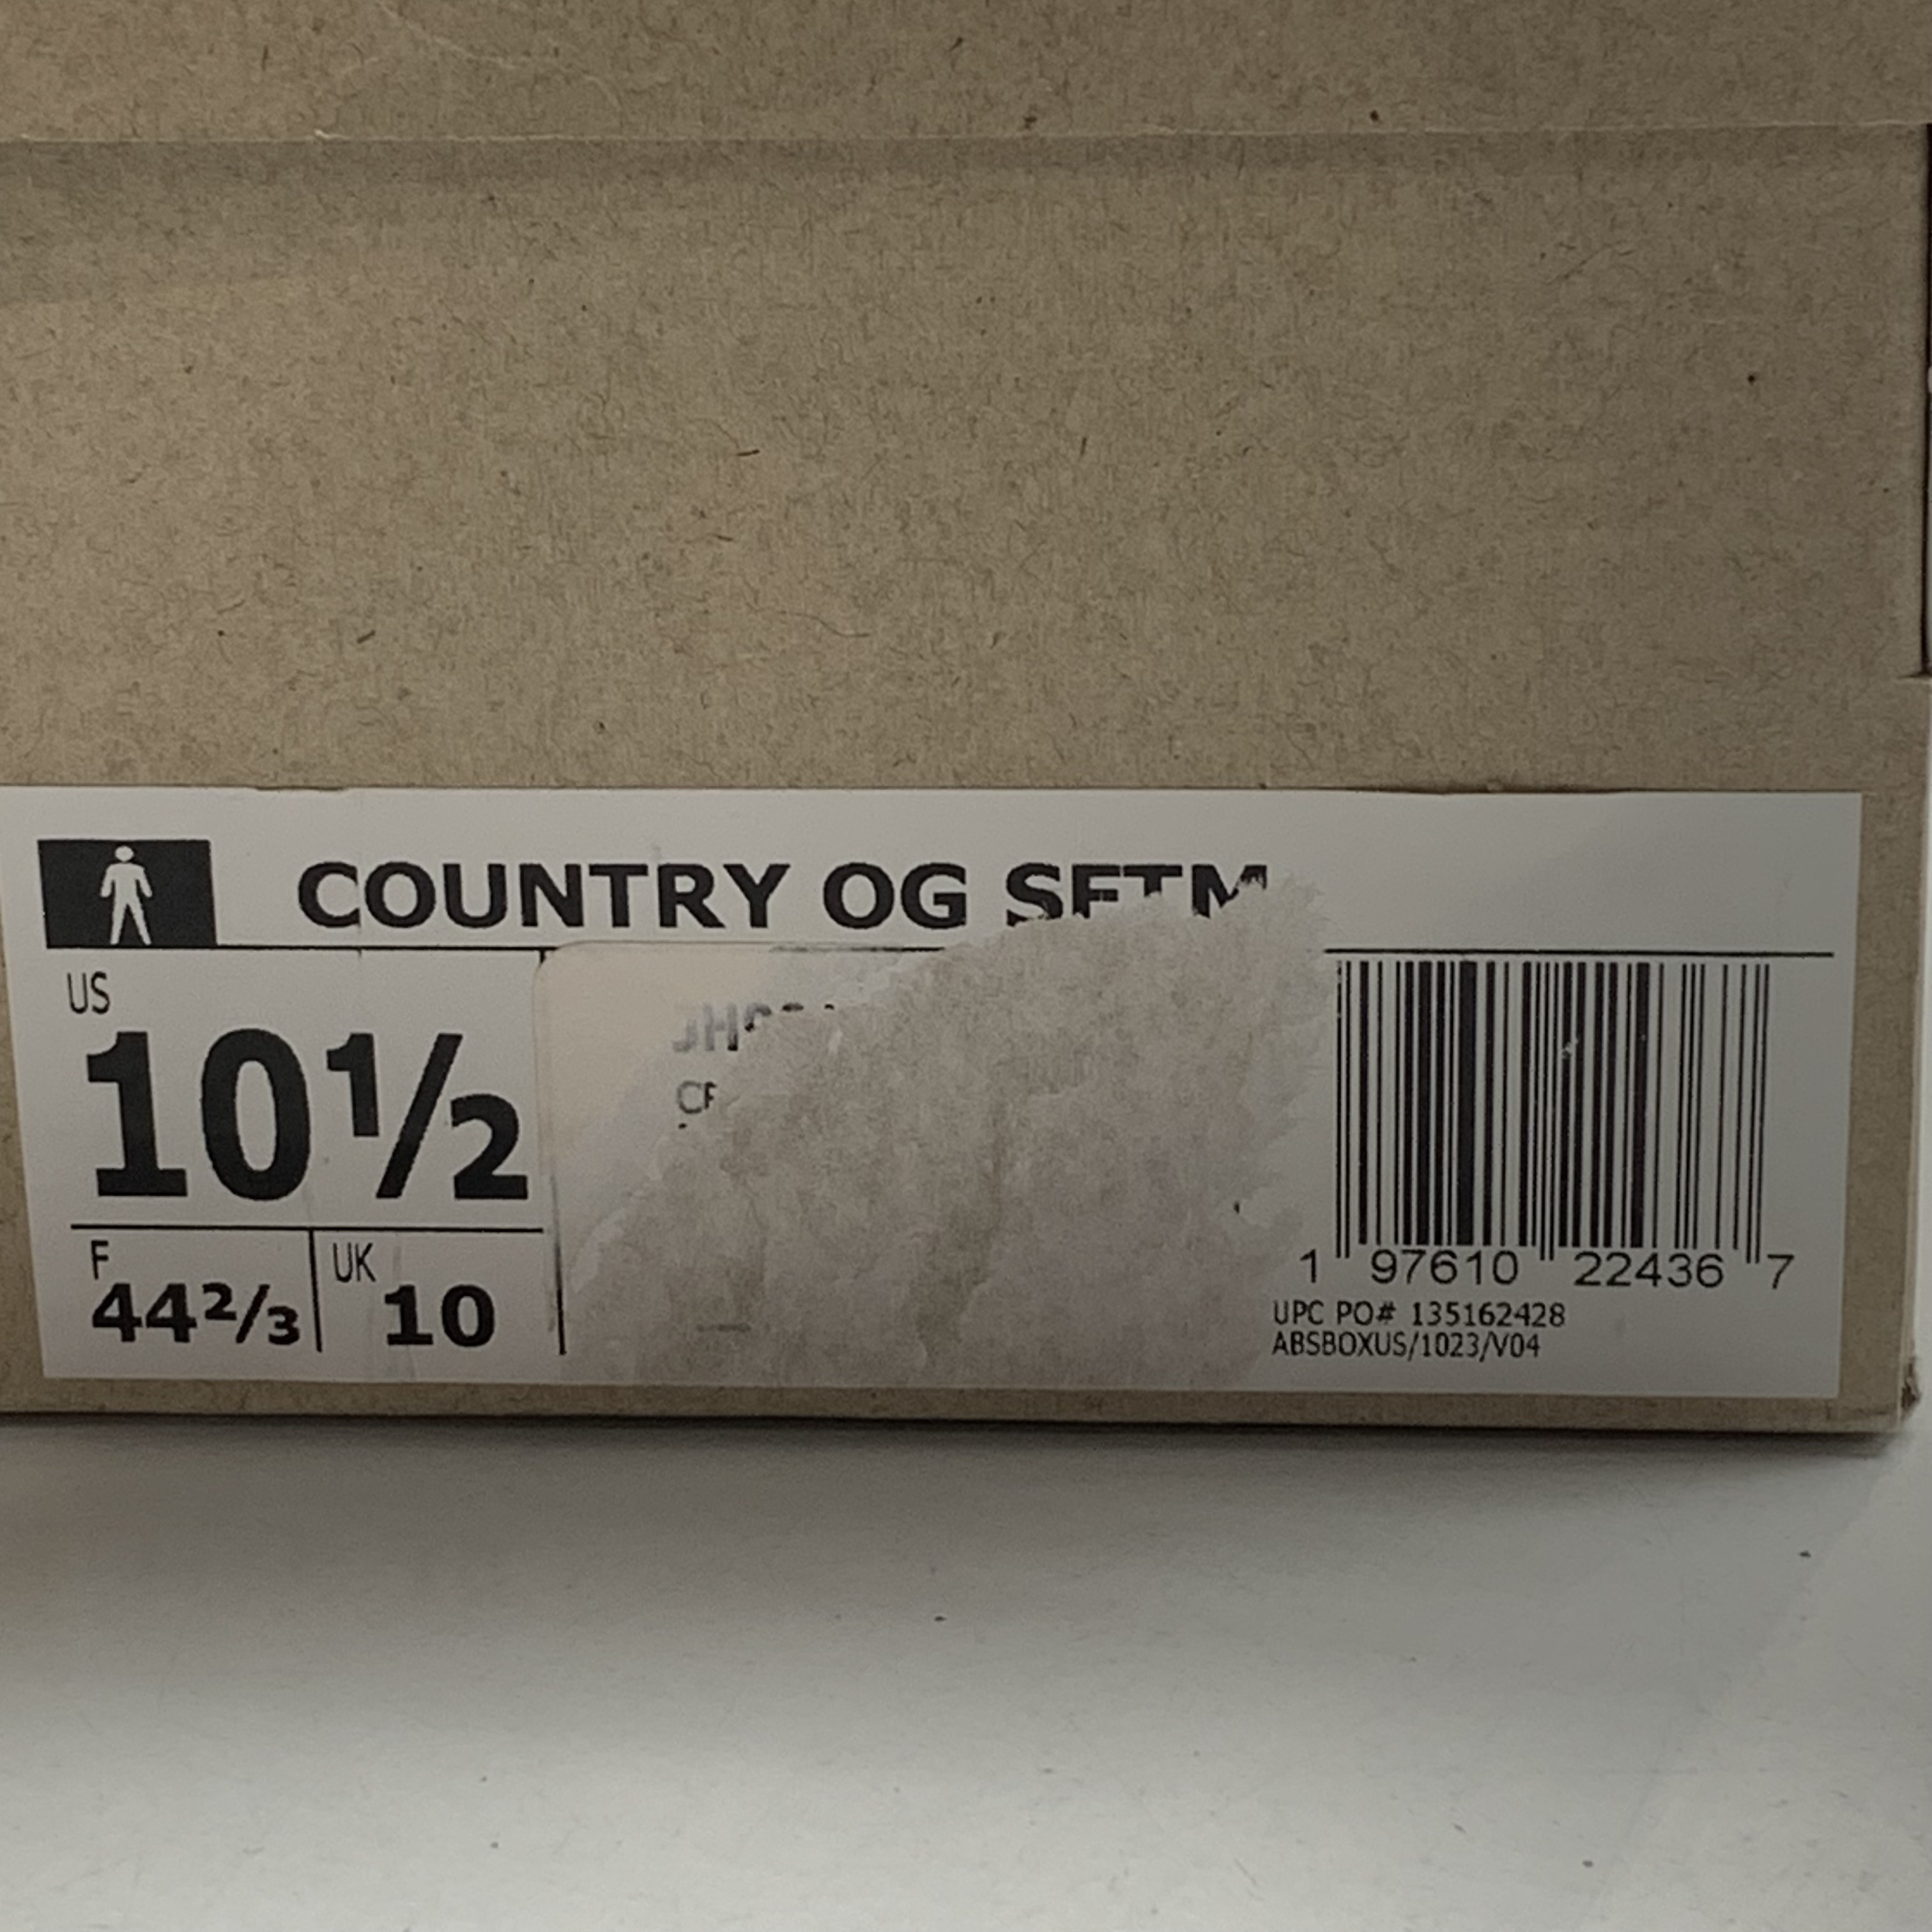 COUNTRY OG SFTM
US
10½
F
44⅔
UK
10
1 97610 22436 7
UPC PO# 135162428
ABSBOXUS/1023/V04